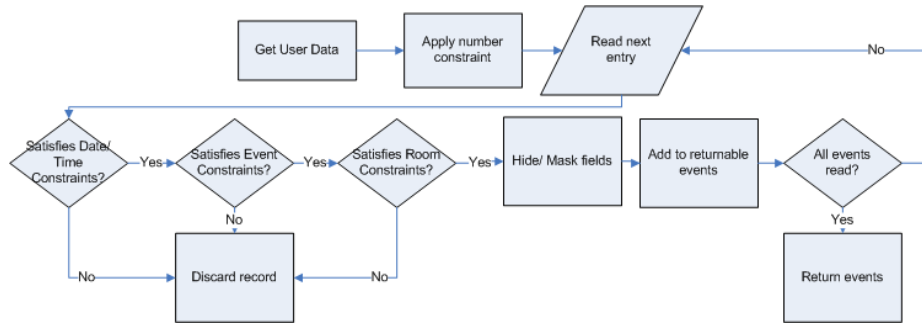 Get User Data
Apply number
constraint
Read next
entry
No
Satisfies Date/
Time
Constraints?
Yes
Satisfies Event
Constraints?
Yes
Satisfies Room
Constraints?
Yes
Hide/ Mask fields
Add to returnable
events
All events
read?
No
Yes
No
Discard record
No
Return events